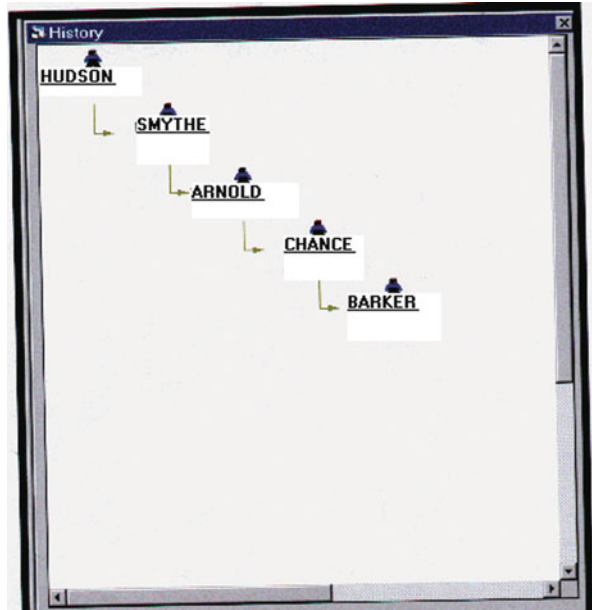 History
HUDSON
SMYTHE
ARNOLD
CHANCE
BARKER